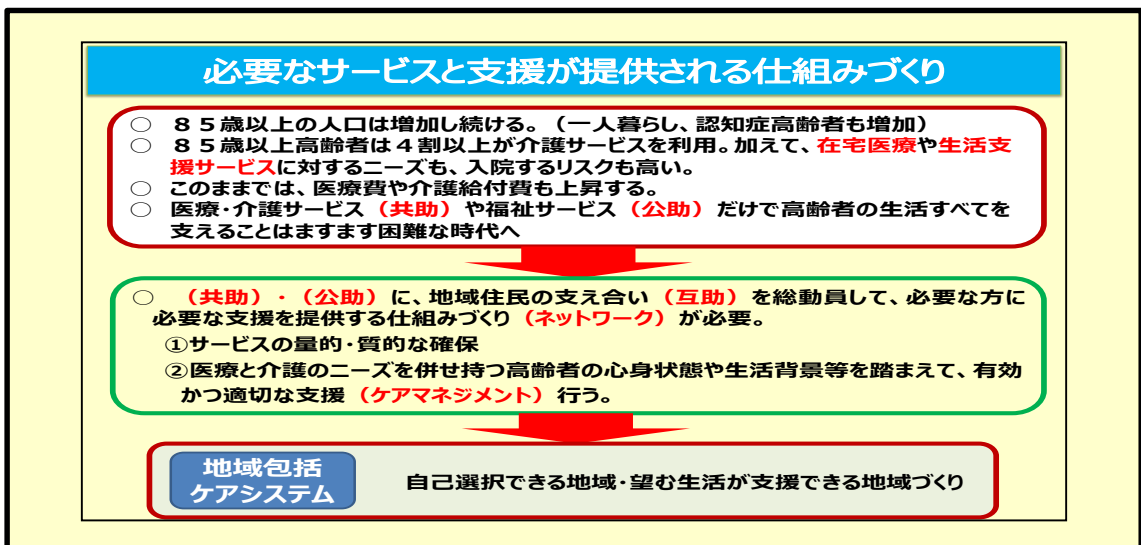 必要なサービスと支援が提供される仕組みづくり
○ 85歳以上の人口は増加し続ける。(一人暮らし、認知症高齢者も増加)
○ 85歳以上高齢者は4割以上が介護サービスを利用。加えて、在宅医療や生活支
援サービスに対するニーズも、入院するリスクも高い。
○ このままでは、医療費や介護給付費も上昇する。
○ 医療・介護サービス(共助)や福祉サービス(公助)だけで高齢者の生活すべてを
支えることはますます困難な時代へ
○ (共助)・(公助)に、地域住民の支え合い(互助)を総動員して、必要な方に
必要な支援を提供する仕組みづくり(ネットワーク)が必要。
①サービスの量的・質的な確保
②医療と介護のニーズを併せ持つ高齢者の心身状態や生活背景等を踏まえて、有効
かつ適切な支援(ケアマネジメント)行う。
地域包括
ケアシステム
自己選択できる地域・望む生活が支援できる地域づくり